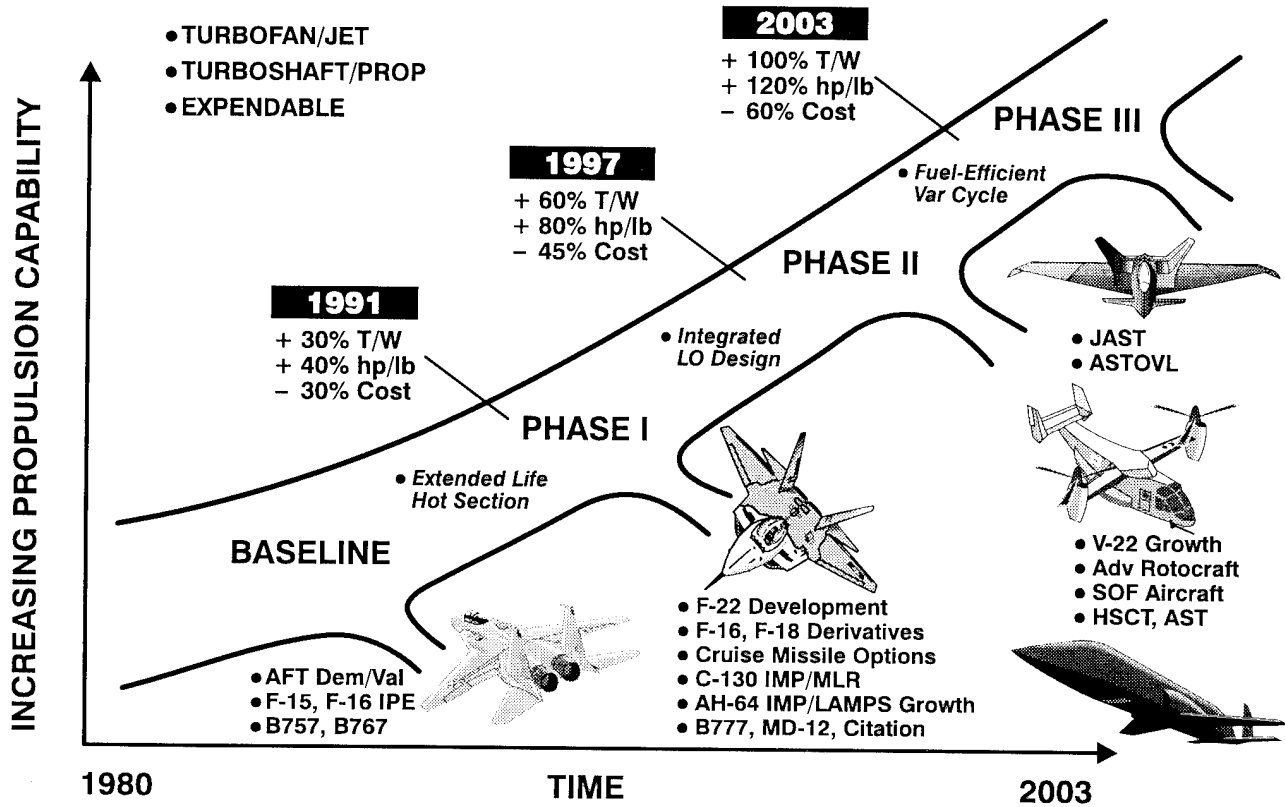 INCREASING PROPULSION CAPABILITY
• TURBOFAN/JET
• TURBOSHAFT/PROP
• EXPENDABLE
2003
+ 100% T/W
+ 120% hp/lb
– 60% Cost
PHASE III
• Fuel-Efficient
Var Cycle
1997
+ 60% T/W
+ 80% hp/lb
– 45% Cost
PHASE II
• Integrated
LO Design
1991
+ 30% T/W
+ 40% hp/lb
– 30% Cost
PHASE I
• Extended Life
Hot Section
BASELINE
• AFT Dem/Val
• F-15, F-16 IPE
• B757, B767
• F-22 Development
• F-16, F-18 Derivatives
• Cruise Missile Options
• C-130 IMP/MLR
• AH-64 IMP/LAMPS Growth
• B777, MD-12, Citation
• JAST
• ASTOVL
• V-22 Growth
• Adv Rotocraft
• SOF Aircraft
• HSCT, AST
1980
TIME
2003